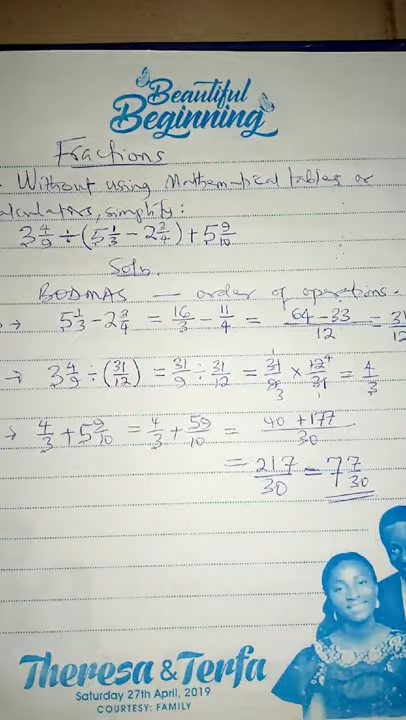 Beautiful
Beginning
Fractions
Without using Mathematical tables or
calculators, simplify:
3 4/9 ÷ (5 1/3 − 2 3/4) + 5 9/10
Soln.
BODMAS — order of operations.
→ 5 1/3 − 2 3/4 = 16/3 − 11/4 = (64 − 33)/12 = 31
→ 3 4/9 ÷ (31/12) = 31/9 ÷ 31/12 = 31/9 3 × 12 4/31 1 = 4/3
→ 4/3 + 5 9/10 = 4/3 + 59/10 = (40 + 177)/30
= 217/30 = 7 7/30
Theresa & Terfa
Saturday 27th April, 2019
COURTESY: FAMILY